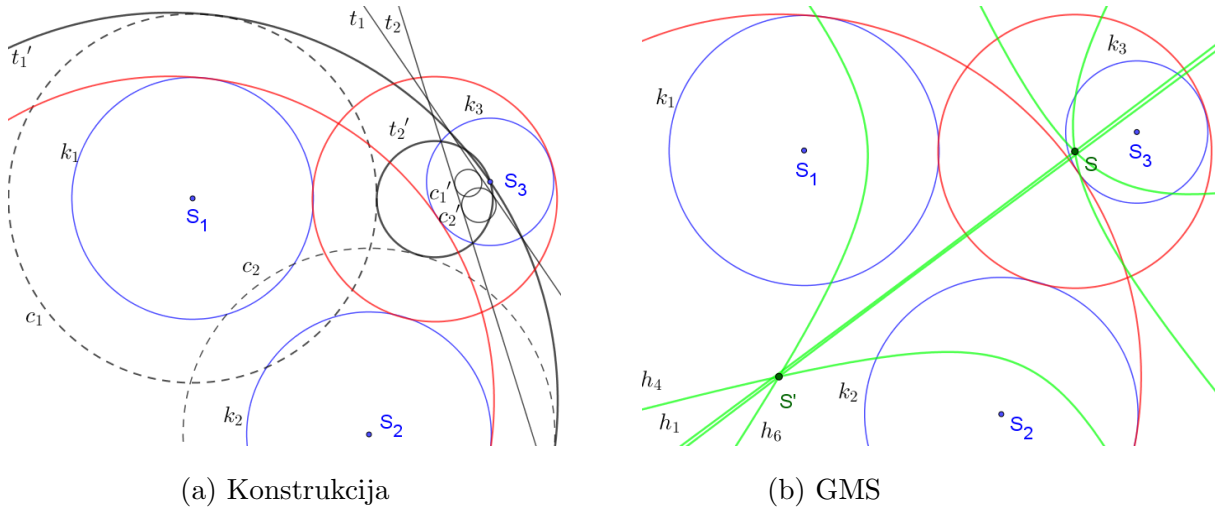 t₁′
t₁
t₂
k₁
c₁
S₁
t₂′
k₃
c₁′
c₂′
S₃
c₂
k₂
S₂
(a) Konstrukcija
k₁
S₁
k₃
S
S₃
h₄
h₁
S'
h₆
k₂
S₂
(b) GMS